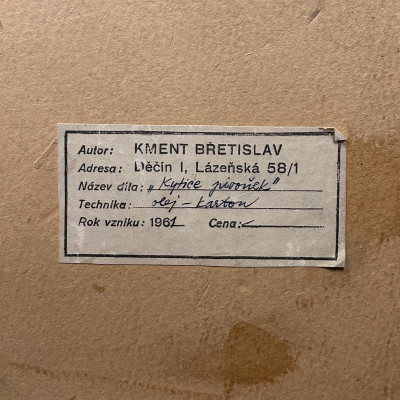 Autor: KMENT BŘETISLAV
Adresa: Děčín I, Lázeňská 58/1
Název díla: „Kytice pivoněk"
Technika: olej - karton
Rok vzniku: 1961 Cena: -